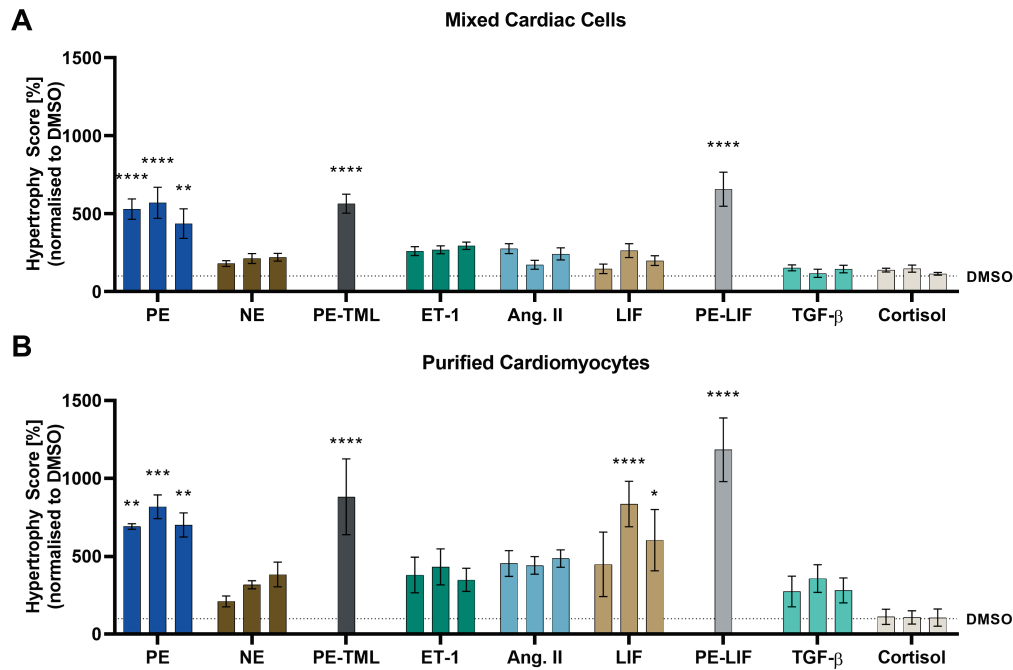 A
Mixed Cardiac Cells
Hypertrophy Score [%]
(normalised to DMSO)
1500
1000
500
0
****
****
**
****
****
DMSO
PE NE PE-TML ET-1 Ang. II LIF PE-LIF TGF-β Cortisol
B
Purified Cardiomyocytes
Hypertrophy Score [%]
(normalised to DMSO)
1500
1000
500
0
**
***
**
****
****
*
****
DMSO
PE NE PE-TML ET-1 Ang. II LIF PE-LIF TGF-β Cortisol